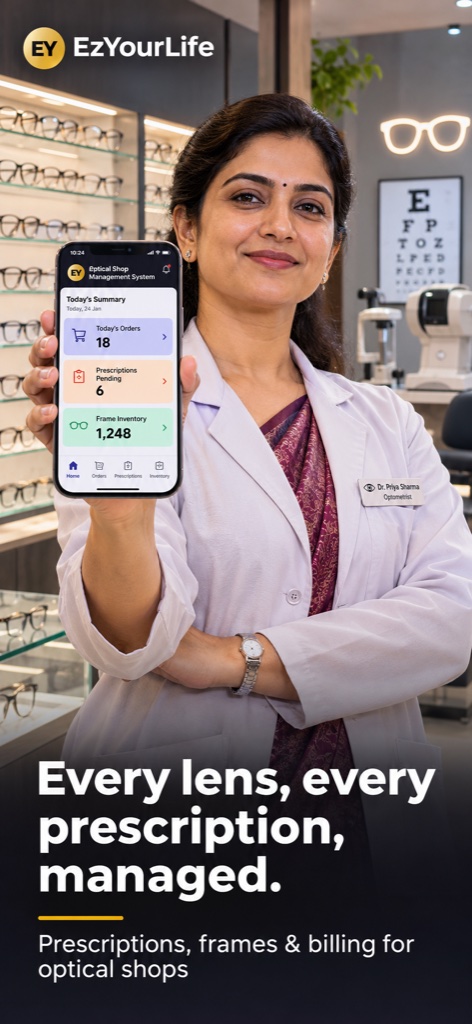 EY EzYourLife
10:24
EY
Eptical Shop
Management System
Today's Summary
Today, 24 Jan
Today's Orders
18
Prescriptions
Pending
6
Frame Inventory
1,248
Home Orders Prescriptions Inventory
E
F P
T O Z
L P E D
P E C F D
Dr. Priya Sharma
Optometrist
Every lens, every
prescription,
managed.
Prescriptions, frames & billing for
optical shops